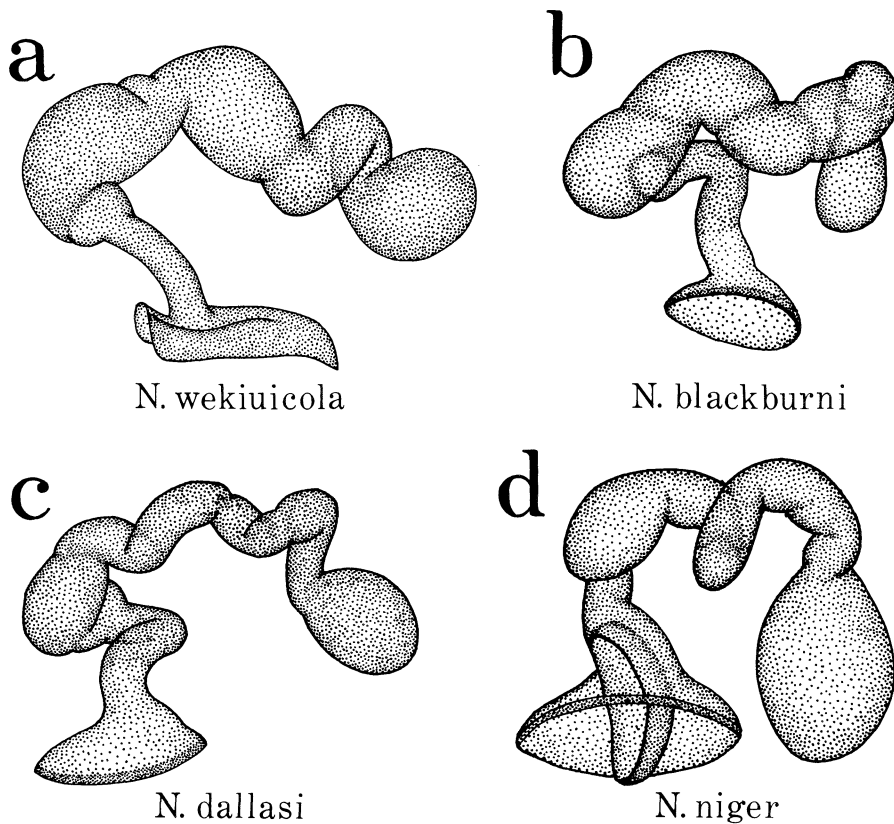 a
b
N. wekiuicola
N. blackburni
c
d
N. dallasi
N. niger